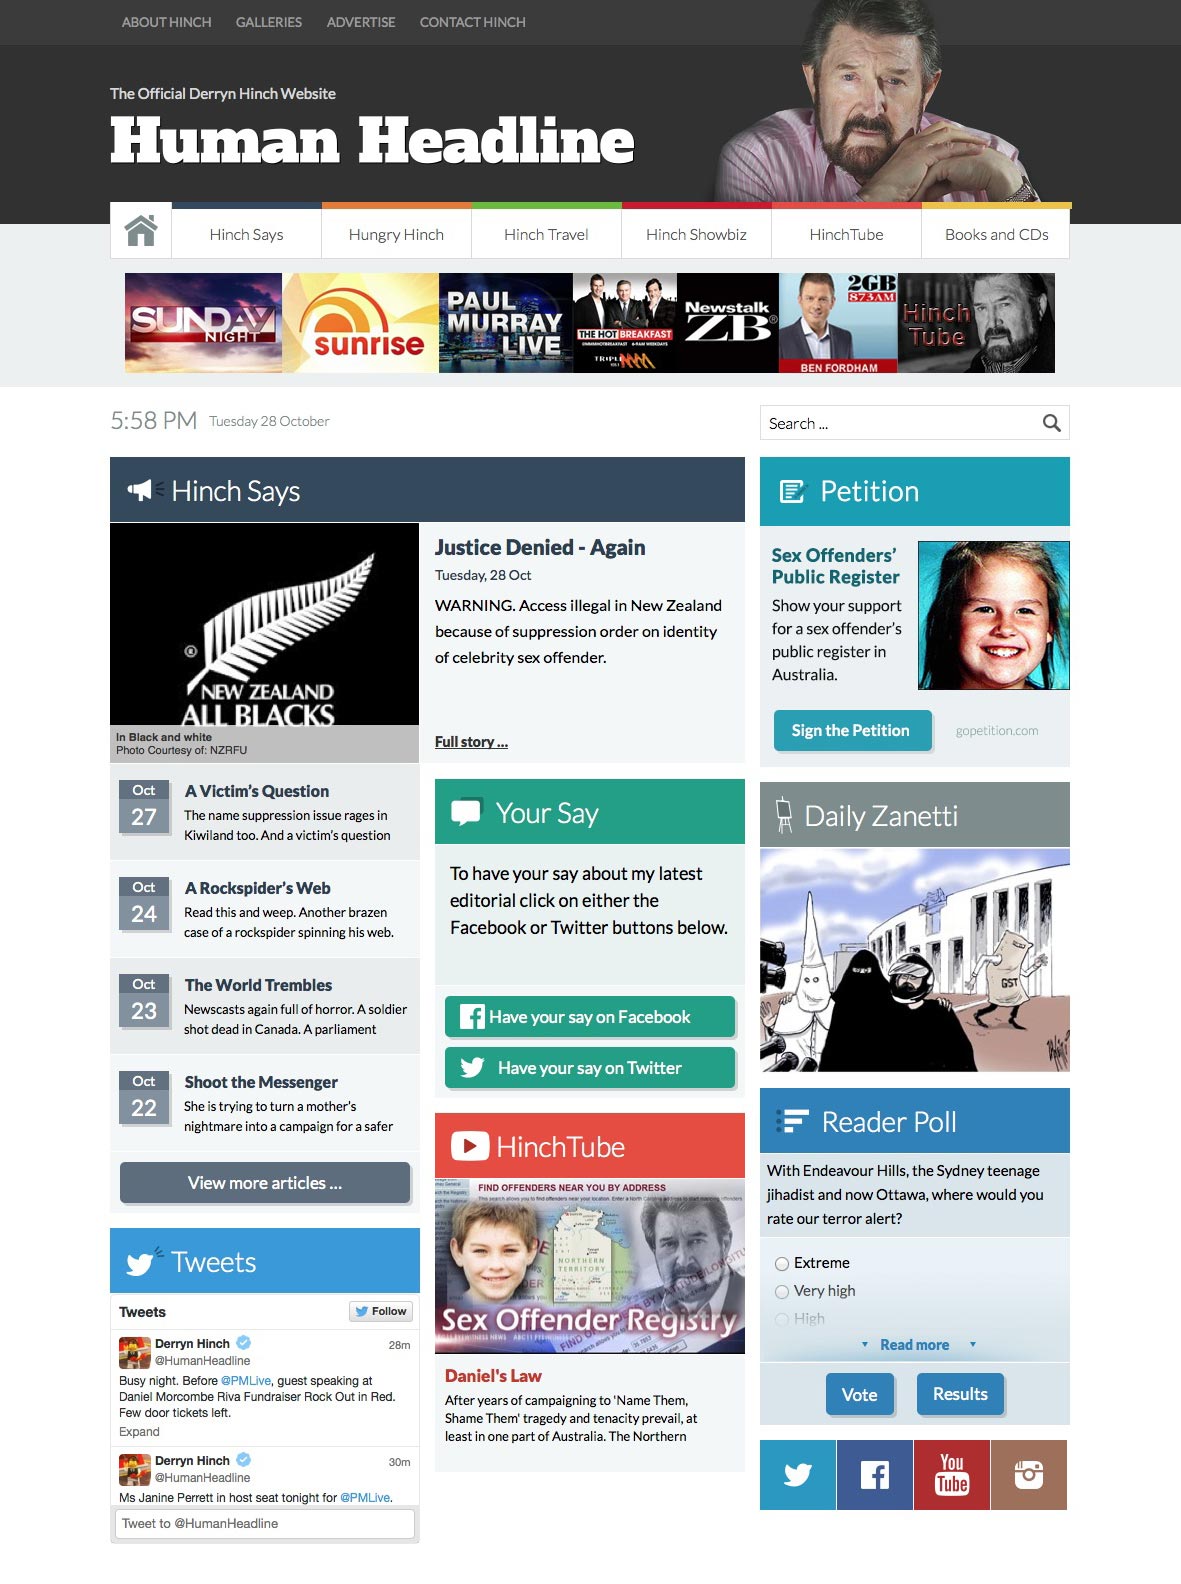 ABOUT HINCH GALLERIES ADVERTISE CONTACT HINCH
The Official Derryn Hinch Website
Human Headline
Hinch Says Hungry Hinch Hinch Travel Hinch Showbiz HinchTube Books and CDs
SUNDAY
NIGHT
sunrise
PAUL
MURRAY
LIVE
THE HOT BREAKFAST
TRIPLE
Newstalk
ZB®
2GB
873AM
BEN FORDHAM
Hinch
Tube
5:58 PM Tuesday 28 October
Search ...
Hinch Says
®
NEW ZEALAND
ALL BLACKS
In Black and white
Photo Courtesy of: NZRFU
Justice Denied - Again
Tuesday, 28 Oct
WARNING. Access illegal in New Zealand
because of suppression order on identity
of celebrity sex offender.
Full story ...
Oct
27
A Victim's Question
The name suppression issue rages in
Kiwiland too. And a victim's question
Oct
24
A Rockspider's Web
Read this and weep. Another brazen
case of a rockspider spinning his web.
Oct
23
The World Trembles
Newscasts again full of horror. A soldier
shot dead in Canada. A parliament
Oct
22
Shoot the Messenger
She is trying to turn a mother's
nightmare into a campaign for a safer
View more articles ...
Tweets
Tweets
Follow
Derryn Hinch 28m
@HumanHeadline
Busy night. Before @PMLive, guest speaking at
Daniel Morcombe Riva Fundraiser Rock Out in Red.
Few door tickets left.
Expand
Derryn Hinch 30m
@HumanHeadline
Ms Janine Perrett in host seat tonight for @PMLive.
Tweet to @HumanHeadline
Your Say
To have your say about my latest
editorial click on either the
Facebook or Twitter buttons below.
Have your say on Facebook
Have your say on Twitter
HinchTube
FIND OFFENDERS NEAR YOU BY ADDRESS
NORTHERN
TERRITORY
Sex Offender Registry
Daniel's Law
After years of campaigning to 'Name Them,
Shame Them' tragedy and tenacity prevail, at
least in one part of Australia. The Northern
Petition
Sex Offenders'
Public Register
Show your support
for a sex offender's
public register in
Australia.
Sign the Petition
gopetition.com
Daily Zanetti
GST
Reader Poll
With Endeavour Hills, the Sydney teenage
jihadist and now Ottawa, where would you
rate our terror alert?
Extreme
Very high
High
Read more
Vote Results
You
Tube